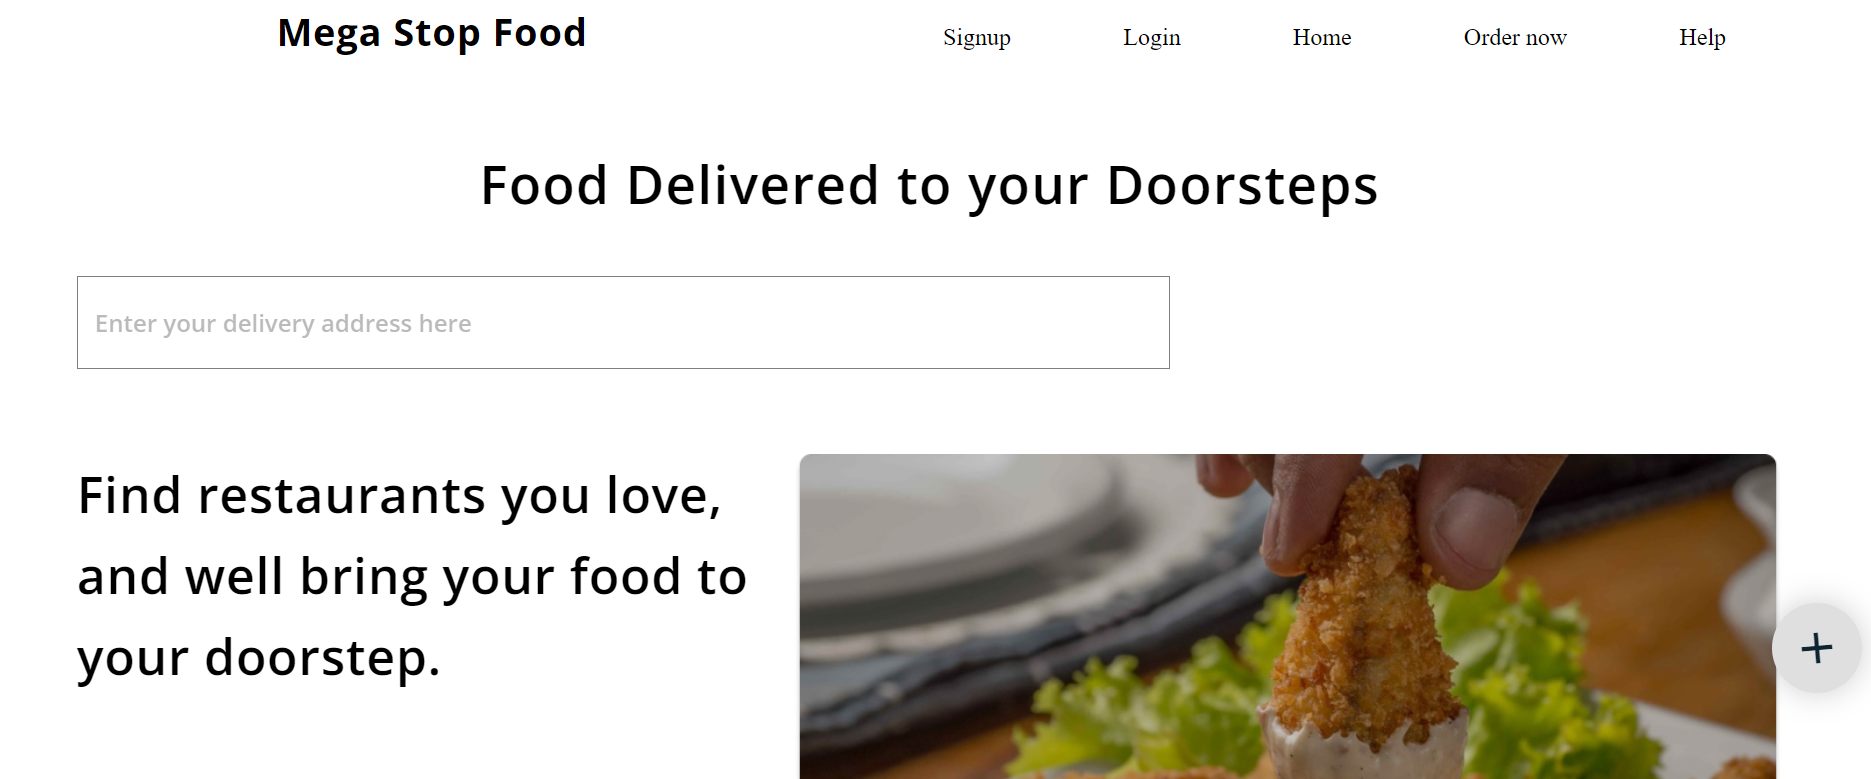 Mega Stop Food
Signup Login Home Order now Help
Food Delivered to your Doorsteps
Enter your delivery address here
Find restaurants you love,
and well bring your food to
your doorstep.